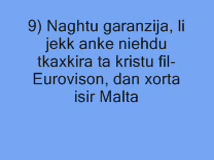 9) Naghtu garanzija, li
jekk anke niehdu
tkaxkira ta kristu fil-
Eurovison, dan xorta
isir Malta